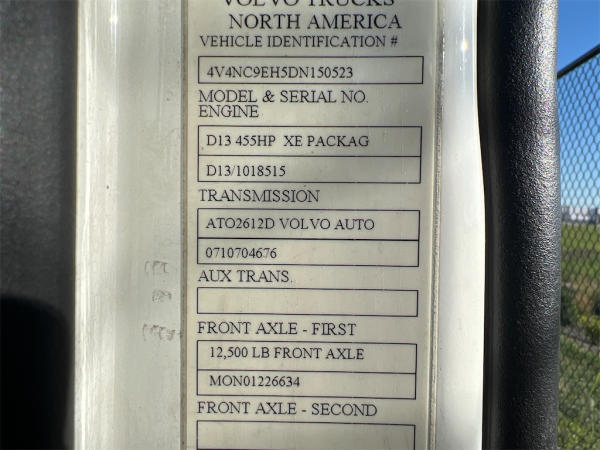 VOLVO TRUCKS
NORTH AMERICA
VEHICLE IDENTIFICATION #
4V4NC9EH5DN150523
MODEL & SERIAL NO.
ENGINE
D13 455HP XE PACKAG
D13/1018515
TRANSMISSION
ATO2612D VOLVO AUTO
0710704676
AUX TRANS.
FRONT AXLE - FIRST
12,500 LB FRONT AXLE
MON01226634
FRONT AXLE - SECOND